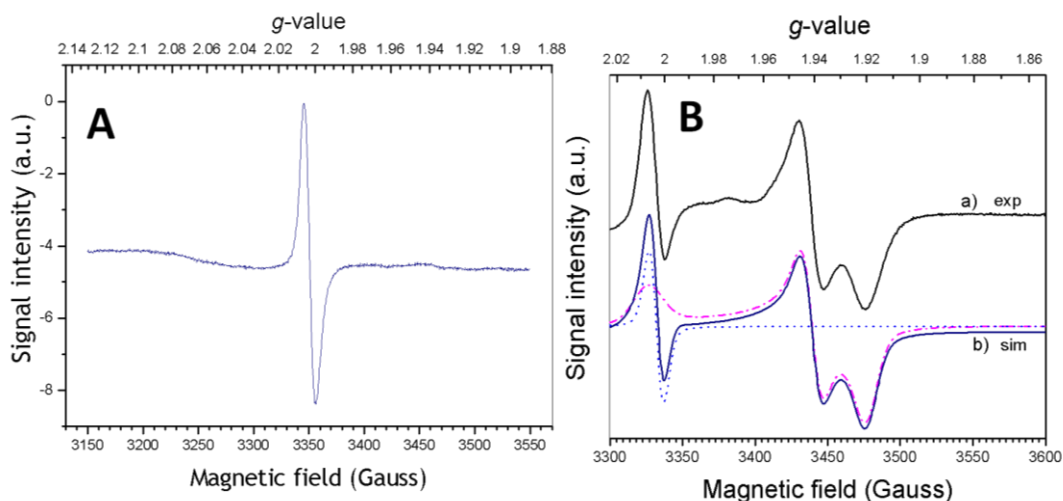 g-value
2.14 2.12 2.1 2.08 2.06 2.04 2.02 2 1.98 1.96 1.94 1.92 1.9 1.88
A
Signal intensity (a.u.)
0
-2
-4
-6
-8
3150 3200 3250 3300 3350 3400 3450 3500 3550
Magnetic field (Gauss)
g-value
2.02 2 1.98 1.96 1.94 1.92 1.9 1.88 1.86
B
Signal intensity (a.u.)
a) exp
b) sim
3300 3350 3400 3450 3500 3550 3600
Magnetic field (Gauss)